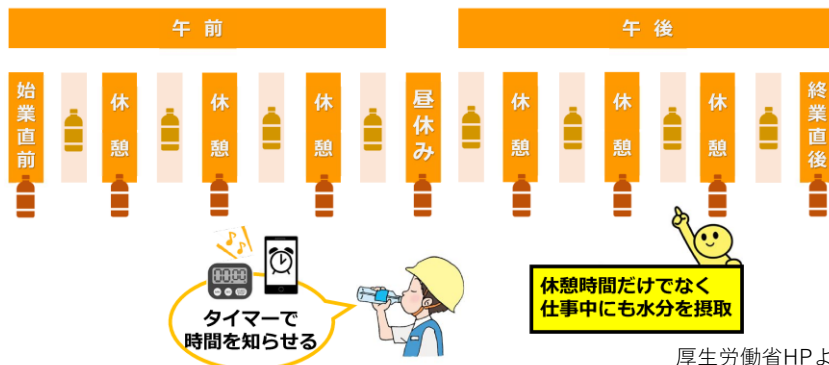 午前
午後
始業直前
休憩
休憩
休憩
昼休み
休憩
休憩
休憩
終業直後
00:00
タイマーで
時間を知らせる
休憩時間だけでなく
仕事中にも水分を摂取
厚生労働省HPよ